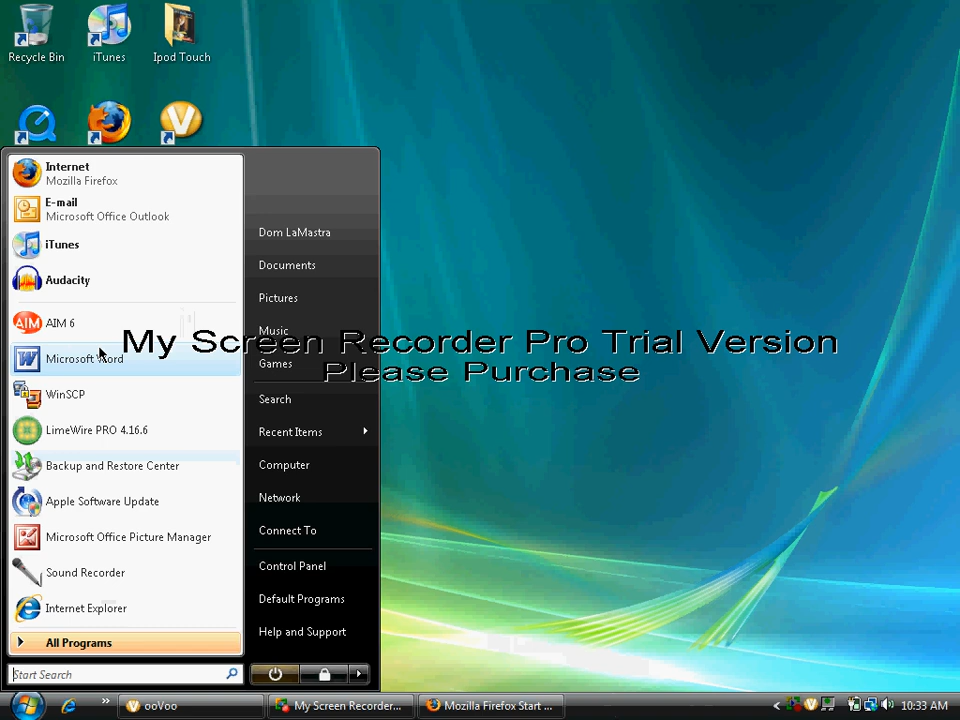 Recycle Bin
iTunes
Ipod Touch
Internet
Mozilla Firefox
E-mail
Microsoft Office Outlook
iTunes
Audacity
AIM 6
Microsoft Word
WinSCP
LimeWire PRO 4.16.6
Backup and Restore Center
Apple Software Update
Microsoft Office Picture Manager
Sound Recorder
Internet Explorer
All Programs
Start Search
Dom LaMastra
Documents
Pictures
Music
Games
Search
Recent Items
Computer
Network
Connect To
Control Panel
Default Programs
Help and Support
My Screen Recorder Pro Trial Version
Please Purchase
ooVoo
My Screen Recorder...
Mozilla Firefox Start ...
10:33 AM